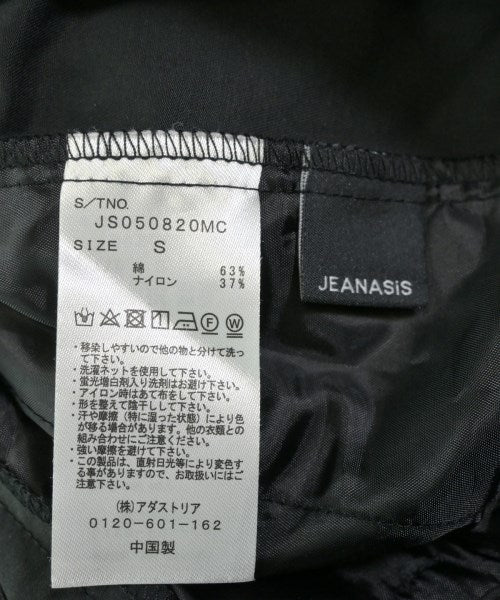 S/TNO.
JS050820MC
SIZE S
綿 63%
ナイロン 37%
JEANASiS
・移染しやすいので他の物と分けて洗っ
て下さい。
・洗濯ネットを使用して下さい。
・蛍光増白剤入り洗剤はお避け下さい。
・アイロン時はあて布をして下さい。
・形を整えて陰干しして下さい。
・汗や摩擦（特に湿った状態）により色
が移る場合があります。他の衣類との
組み合わせにご注意下さい。
・強い摩擦を避けて下さい。
・この製品は、直射日光等により変色す
る事がありますので、お取扱いにはご
注意下さい。
(株)アダストリア
0120-601-162
中国製